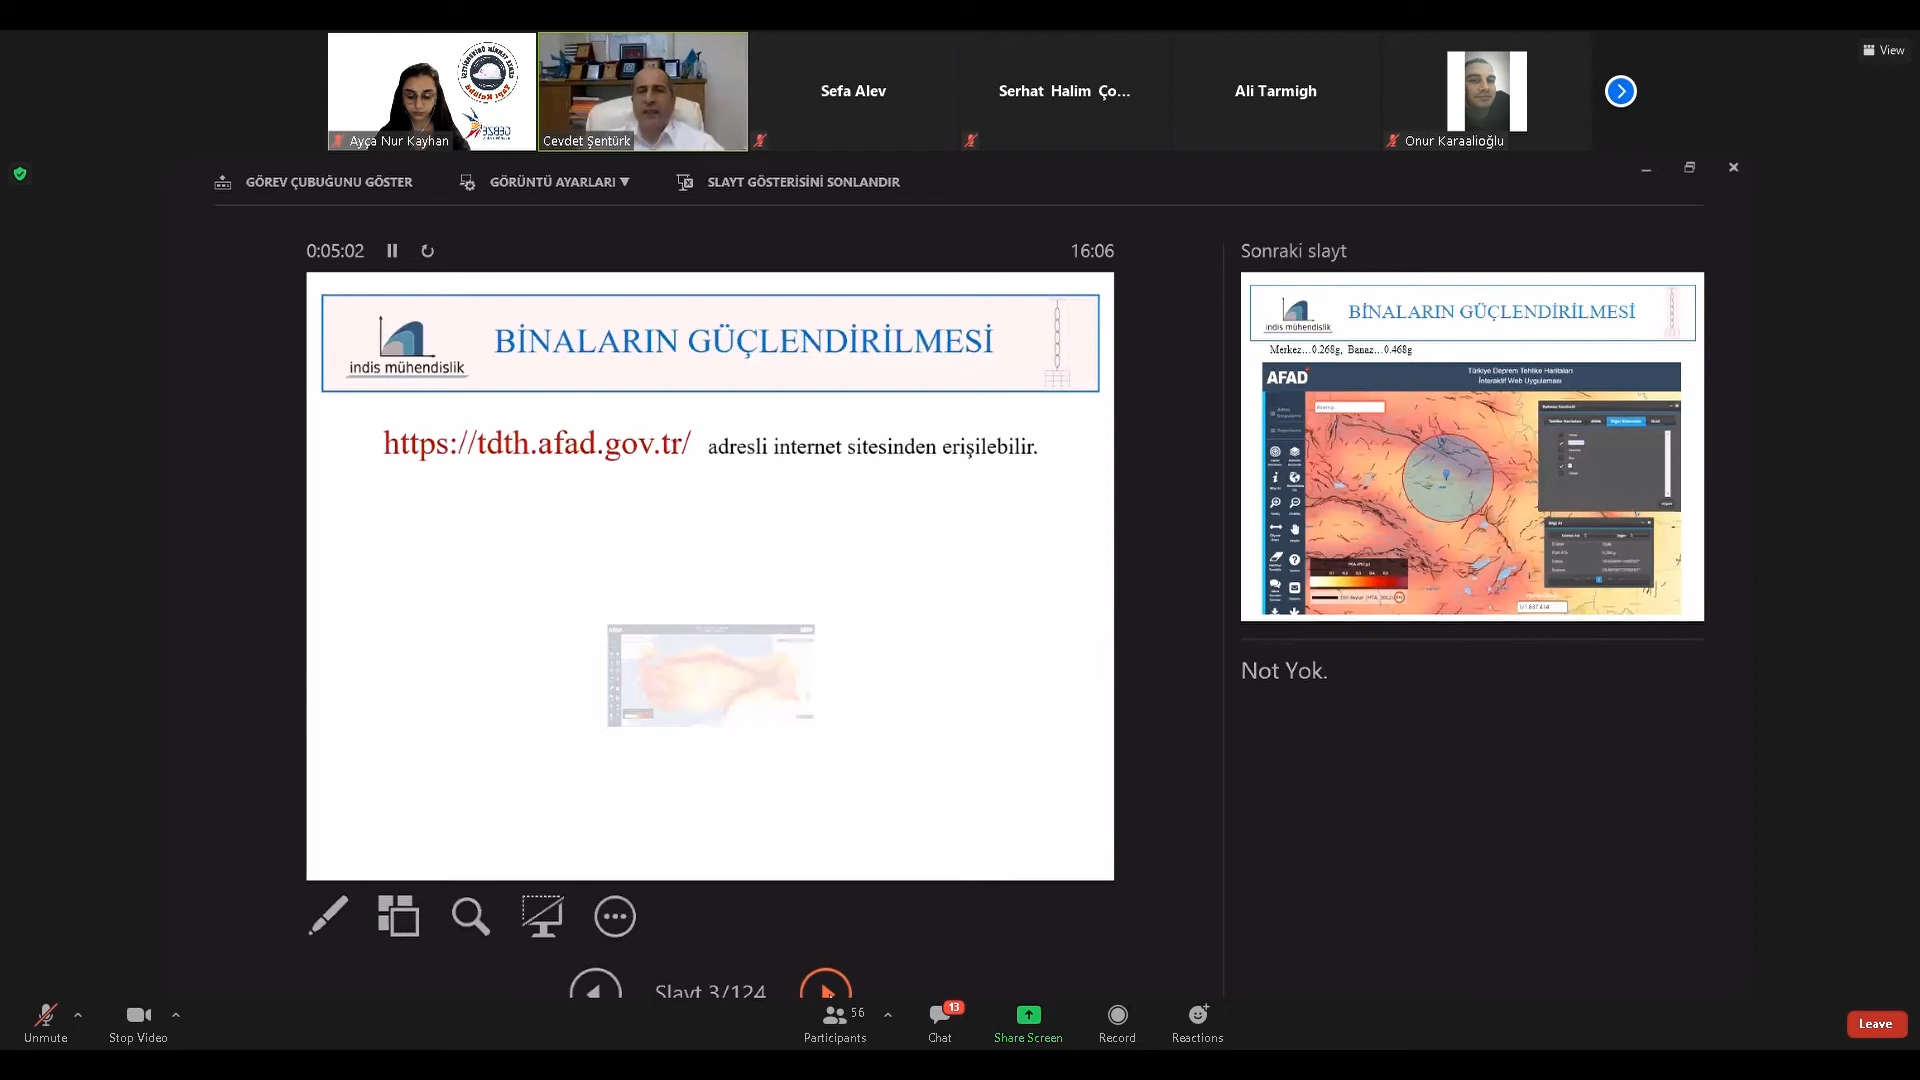 View
Ayça Nur Kayhan
GEBZE
Cevdet Şentürk
Sefa Alev
Serhat Halim Ço...
Ali Tarmigh
Onur Karaalioğlu
GÖREV ÇUBUĞUNU GÖSTER
GÖRÜNTÜ AYARLARI ▼
SLAYT GÖSTERİSİNİ SONLANDIR
0:05:02
16:06
Sonraki slayt
indis mühendislik
BİNALARIN GÜÇLENDİRİLMESİ
https://tdth.afad.gov.tr/ adresli internet sitesinden erişilebilir.
AFAD
indis mühendislik
BİNALARIN GÜÇLENDİRİLMESİ
Merkez...0.268g, Banaz...0.468g
AFAD
Türkiye Deprem Tehlike Haritaları
İnteraktif Web Uygulaması
Not Yok.
Slayt 3/124
Unmute
Stop Video
56
Participants
13
Chat
Share Screen
Record
Reactions
Leave